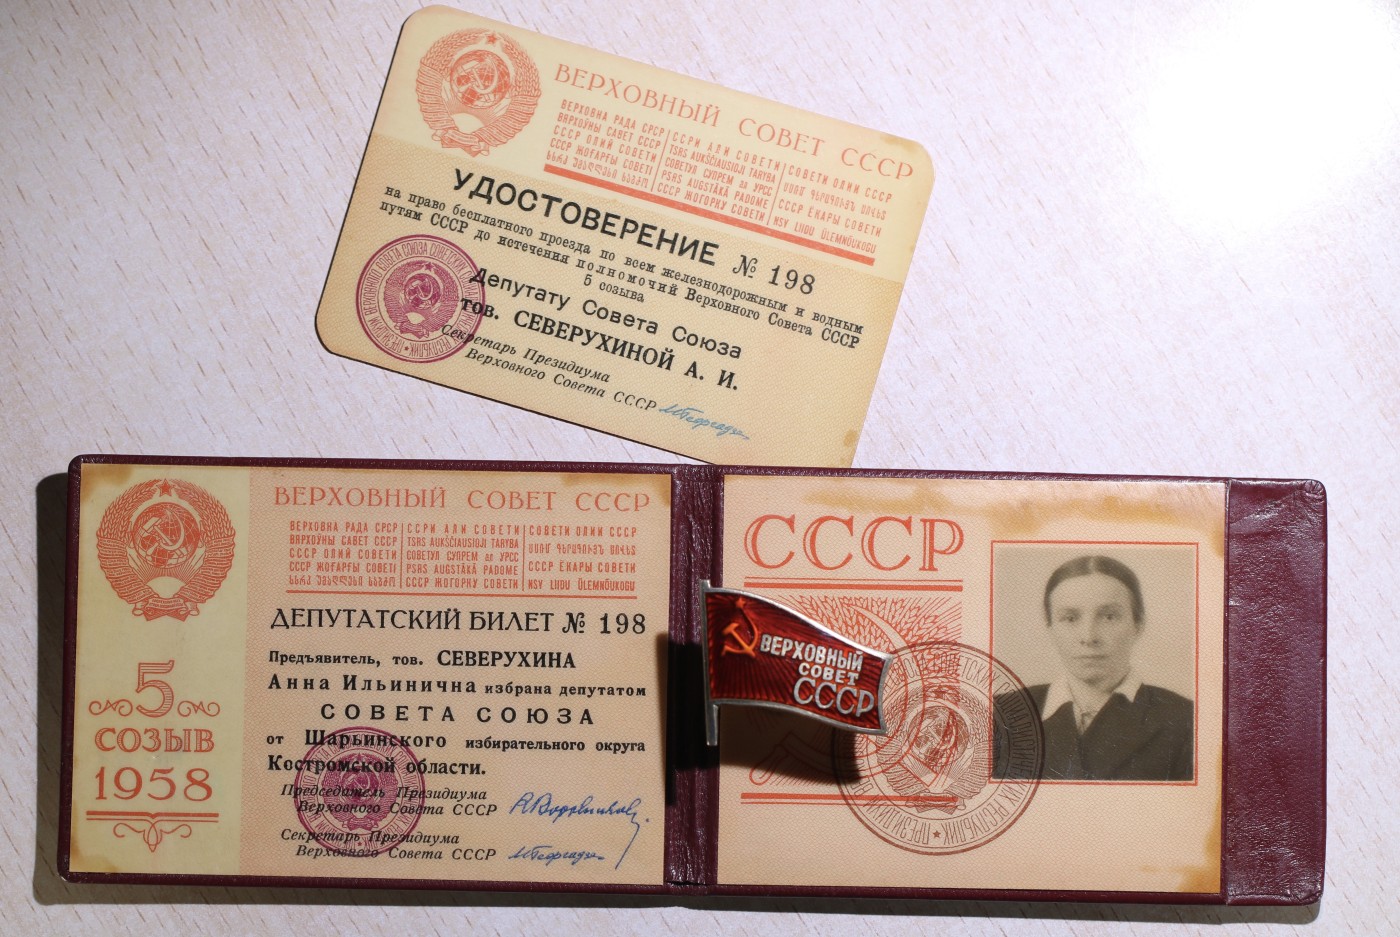 ВЕРХОВНЫЙ СОВЕТ СССР
ВЕРХОВНА РАДА СРСР
ВЯРХОЎНЫ САВЕТ СССР
СССР ОЛИЙ СОВЕТИ
СССР ЖОҒАРҒЫ СОВЕТІ
ССРИ АЛИ СОВЕТИ
TSRS AUKŠČIAUSIOJI TARYBA
СОВЕТУЛ СУПРЕМ ал УРСС
PSRS AUGSTĀKĀ PADOME
СССР ЖОГОРКУ СОВЕТИ
СОВЕТИ ОЛИИ СССР
СССР ЕКАРЫ СОВЕТИ
NSV LIIDU ÜLEMNÕUKOGU
УДОСТОВЕРЕНИЕ № 198
на право бесплатного проезда по всем железнодорожным и водным
путям СССР до истечения полномочий Верховного Совета СССР
5 созыва
Депутату Совета Союза
тов. СЕВЕРУХИНОЙ А. И.
Секретарь Президиума
Верховного Совета СССР
ВЕРХОВНЫЙ СОВЕТ СССР
ВЕРХОВНА РАДА СРСР
ВЯРХОЎНЫ САВЕТ СССР
СССР ОЛИЙ СОВЕТИ
СССР ЖОҒАРҒЫ СОВЕТІ
ССРИ АЛИ СОВЕТИ
TSRS AUKŠČIAUSIOJI TARYBA
СОВЕТУЛ СУПРЕМ ал УРСС
PSRS AUGSTĀKĀ PADOME
СССР ЖОГОРКУ СОВЕТИ
СОВЕТИ ОЛИИ СССР
СССР ЕКАРЫ СОВЕТИ
NSV LIIDU ÜLEMNÕUKOGU
5
СОЗЫВ
1958
ДЕПУТАТСКИЙ БИЛЕТ № 198
Предъявитель, тов. СЕВЕРУХИНА
Анна Ильинична избрана депутатом
СОВЕТА СОЮЗА
от Шарьинского избирательного округа
Костромской области.
Председатель Президиума
Верховного Совета СССР
Секретарь Президиума
Верховного Совета СССР
СССР
ВЕРХОВНЫЙ
СОВЕТ
СССР